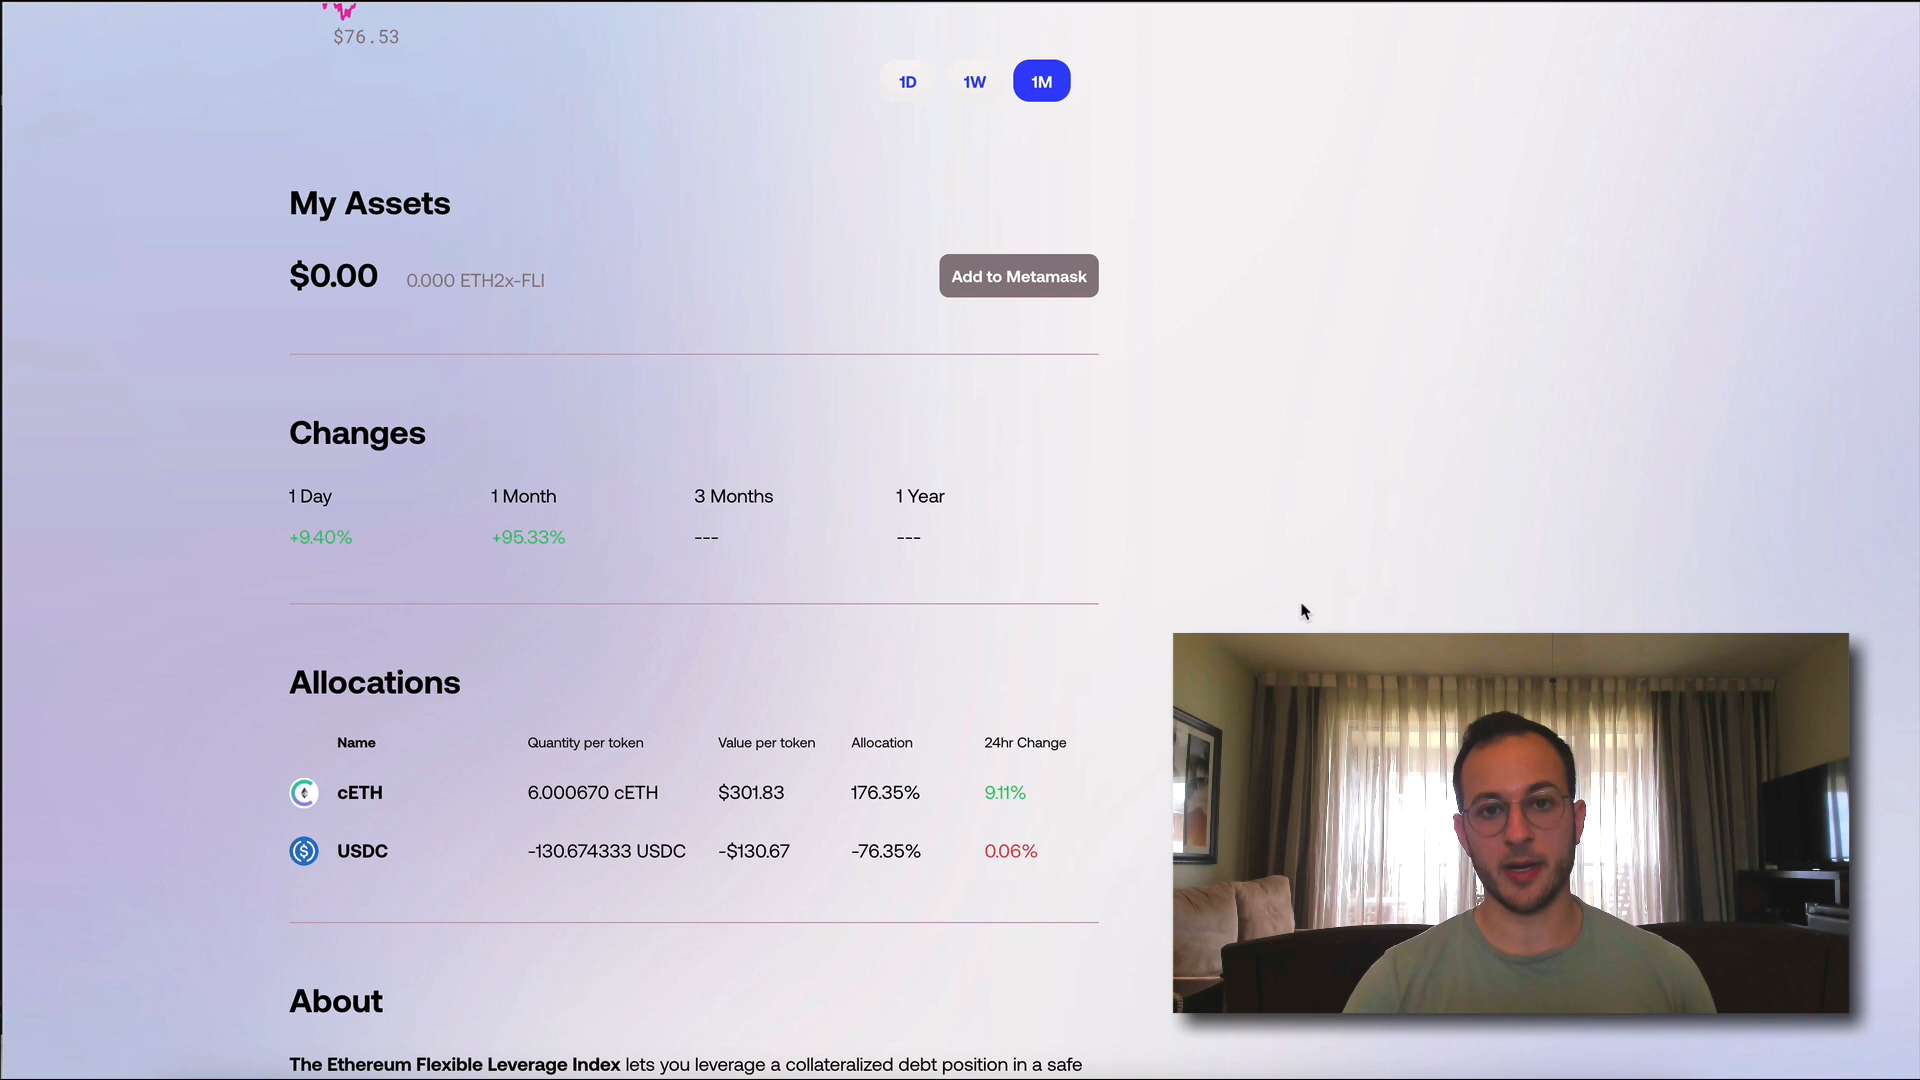 $76.53
1D 1W 1M
My Assets
$0.00 0.000 ETH2x-FLI Add to Metamask
Changes
1 Day 1 Month 3 Months 1 Year
+9.40% +95.33% --- ---
Allocations
Name Quantity per token Value per token Allocation 24hr Change
cETH 6.000670 cETH $301.83 176.35% 9.11%
USDC -130.674333 USDC -$130.67 -76.35% 0.06%
About
The Ethereum Flexible Leverage Index lets you leverage a collateralized debt position in a safe